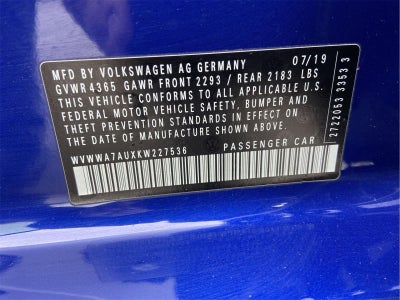 MFD BY VOLKSWAGEN AG GERMANY 07/19
GVWR 4365 GAWR FRONT 2293 / REAR 2183 LBS
THIS VEHICLE CONFORMS TO ALL APPLICABLE U.S.
FEDERAL MOTOR VEHICLE SAFETY, BUMPER AND
THEFT PREVENTION STANDARDS IN EFFECT ON
THE DATE OF MANUFACTURE SHOWN ABOVE.
WVWWA7AUXKW227536 PASSENGER CAR
2722053 3353 3